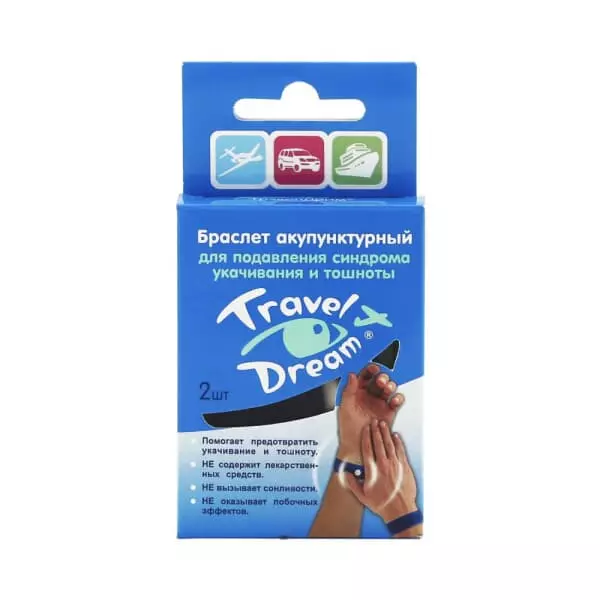 Браслет акупунктурный
для подавления синдрома
укачивания и тошноты
Travel
Dream®
2шт
• Помогает предотвратить
укачивание и тошноту.
• НЕ содержит лекарствен-
ных средств.
• НЕ вызывает сонливости.
• НЕ оказывает побочных
эффектов.